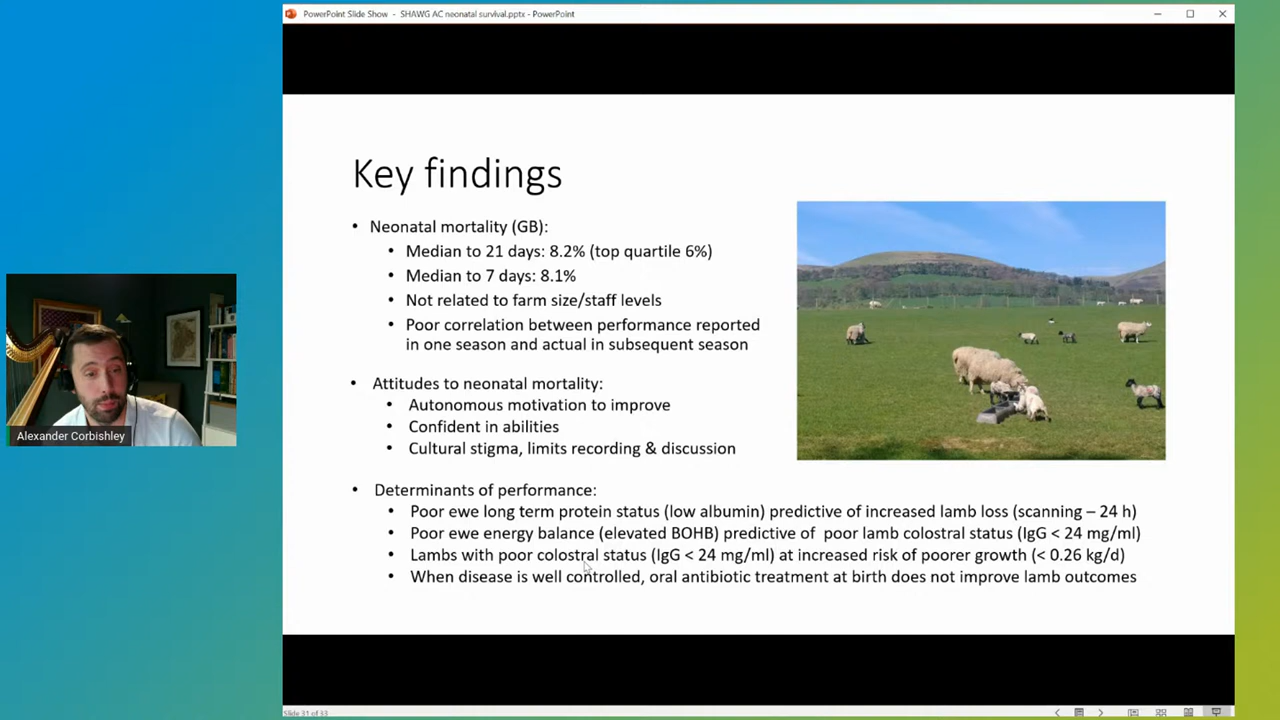 PowerPoint Slide Show - SHAWG AC neonatal survival.pptx - PowerPoint
Key findings
• Neonatal mortality (GB):
• Median to 21 days: 8.2% (top quartile 6%)
• Median to 7 days: 8.1%
• Not related to farm size/staff levels
• Poor correlation between performance reported
in one season and actual in subsequent season
• Attitudes to neonatal mortality:
• Autonomous motivation to improve
• Confident in abilities
• Cultural stigma, limits recording & discussion
• Determinants of performance:
• Poor ewe long term protein status (low albumin) predictive of increased lamb loss (scanning – 24 h)
• Poor ewe energy balance (elevated BOHB) predictive of poor lamb colostral status (IgG < 24 mg/ml)
• Lambs with poor colostral status (IgG < 24 mg/ml) at increased risk of poorer growth (< 0.26 kg/d)
• When disease is well controlled, oral antibiotic treatment at birth does not improve lamb outcomes
Alexander Corbishley
Slide 31 of 33